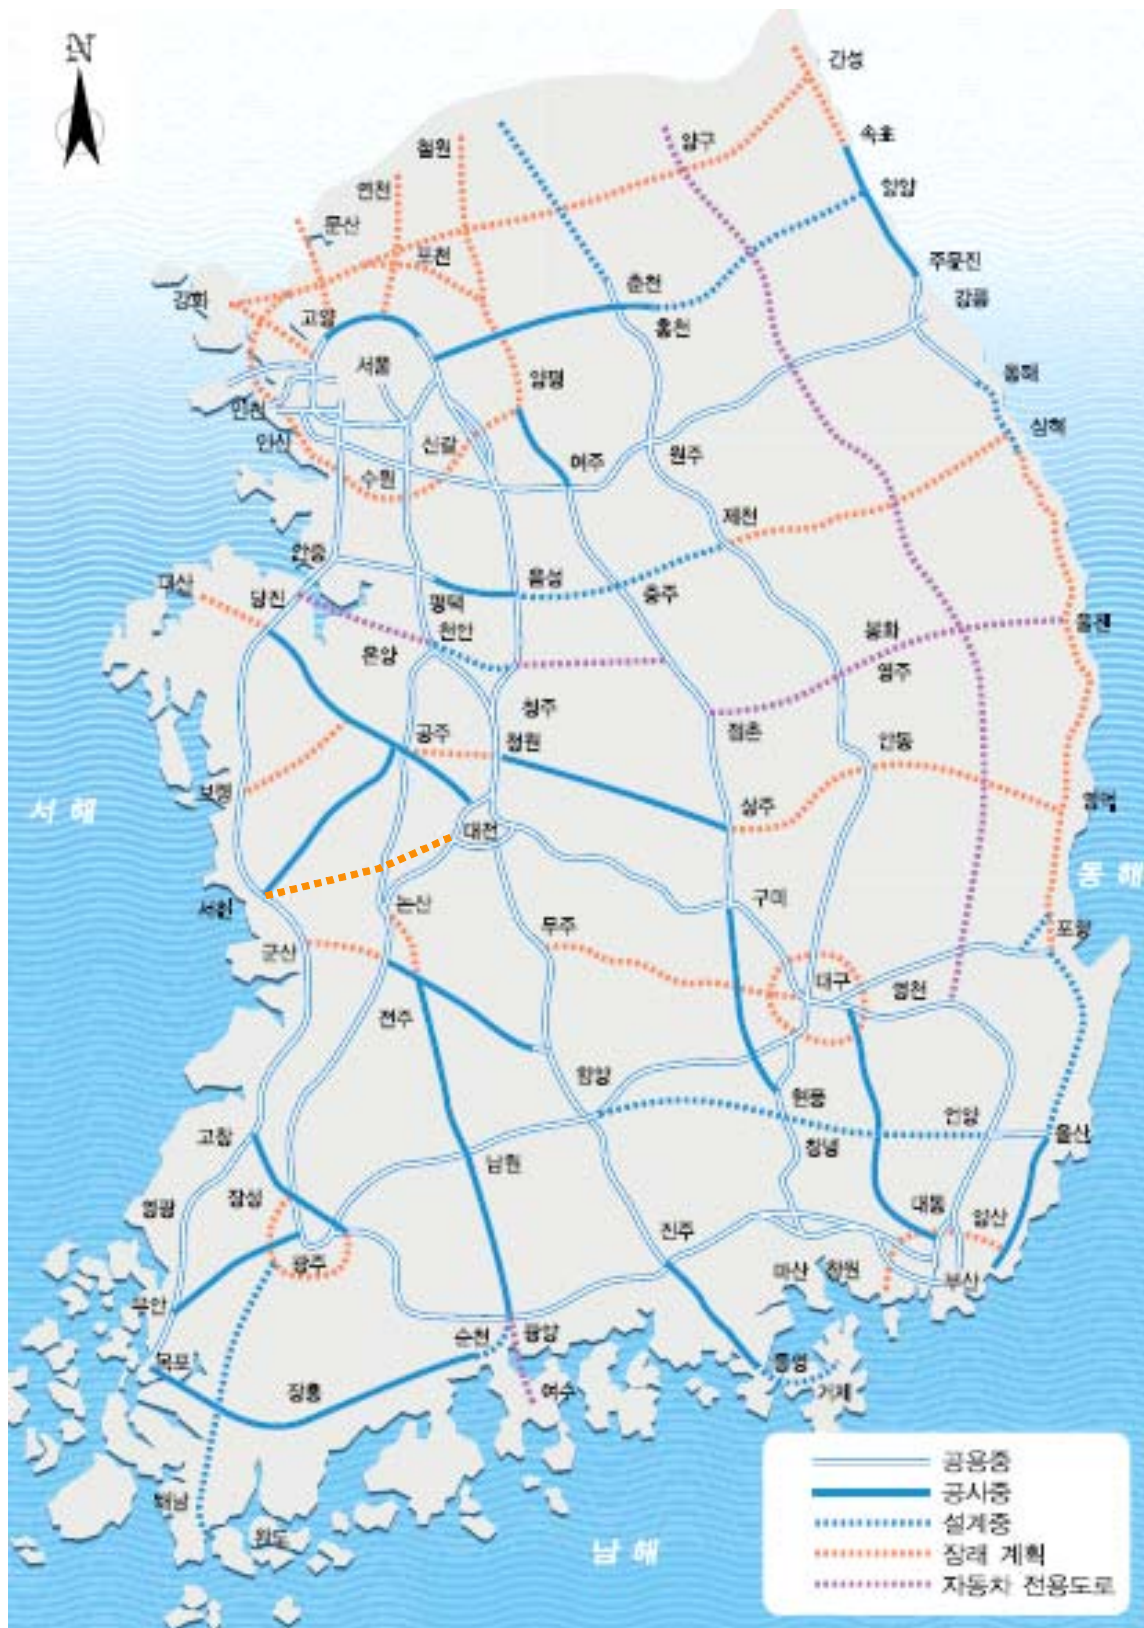 N
간성
속초
양구
철원
양양
연천
문산
포천
주문진
춘천
강화
강릉
고양
홍천
서울
동해
양평
인천
삼척
안산
신갈
여주
원주
수원
제천
안중
음성
대산
당진
평택
충주
천안
울진
봉화
온양
영주
청주
공주
점촌
청원
안동
보령
상주
영덕
서해
대전
동해
구미
논산
서천
무주
포항
군산
대구
영천
전주
함양
현풍
언양
고창
울산
창녕
남원
장성
영광
대동
양산
진주
광주
마산
창원
부산
무안
순천
광양
목포
통영
장흥
여수
거제
해남
완도
남해
공용중
공사중
설계중
장래 계획
자동차 전용도로